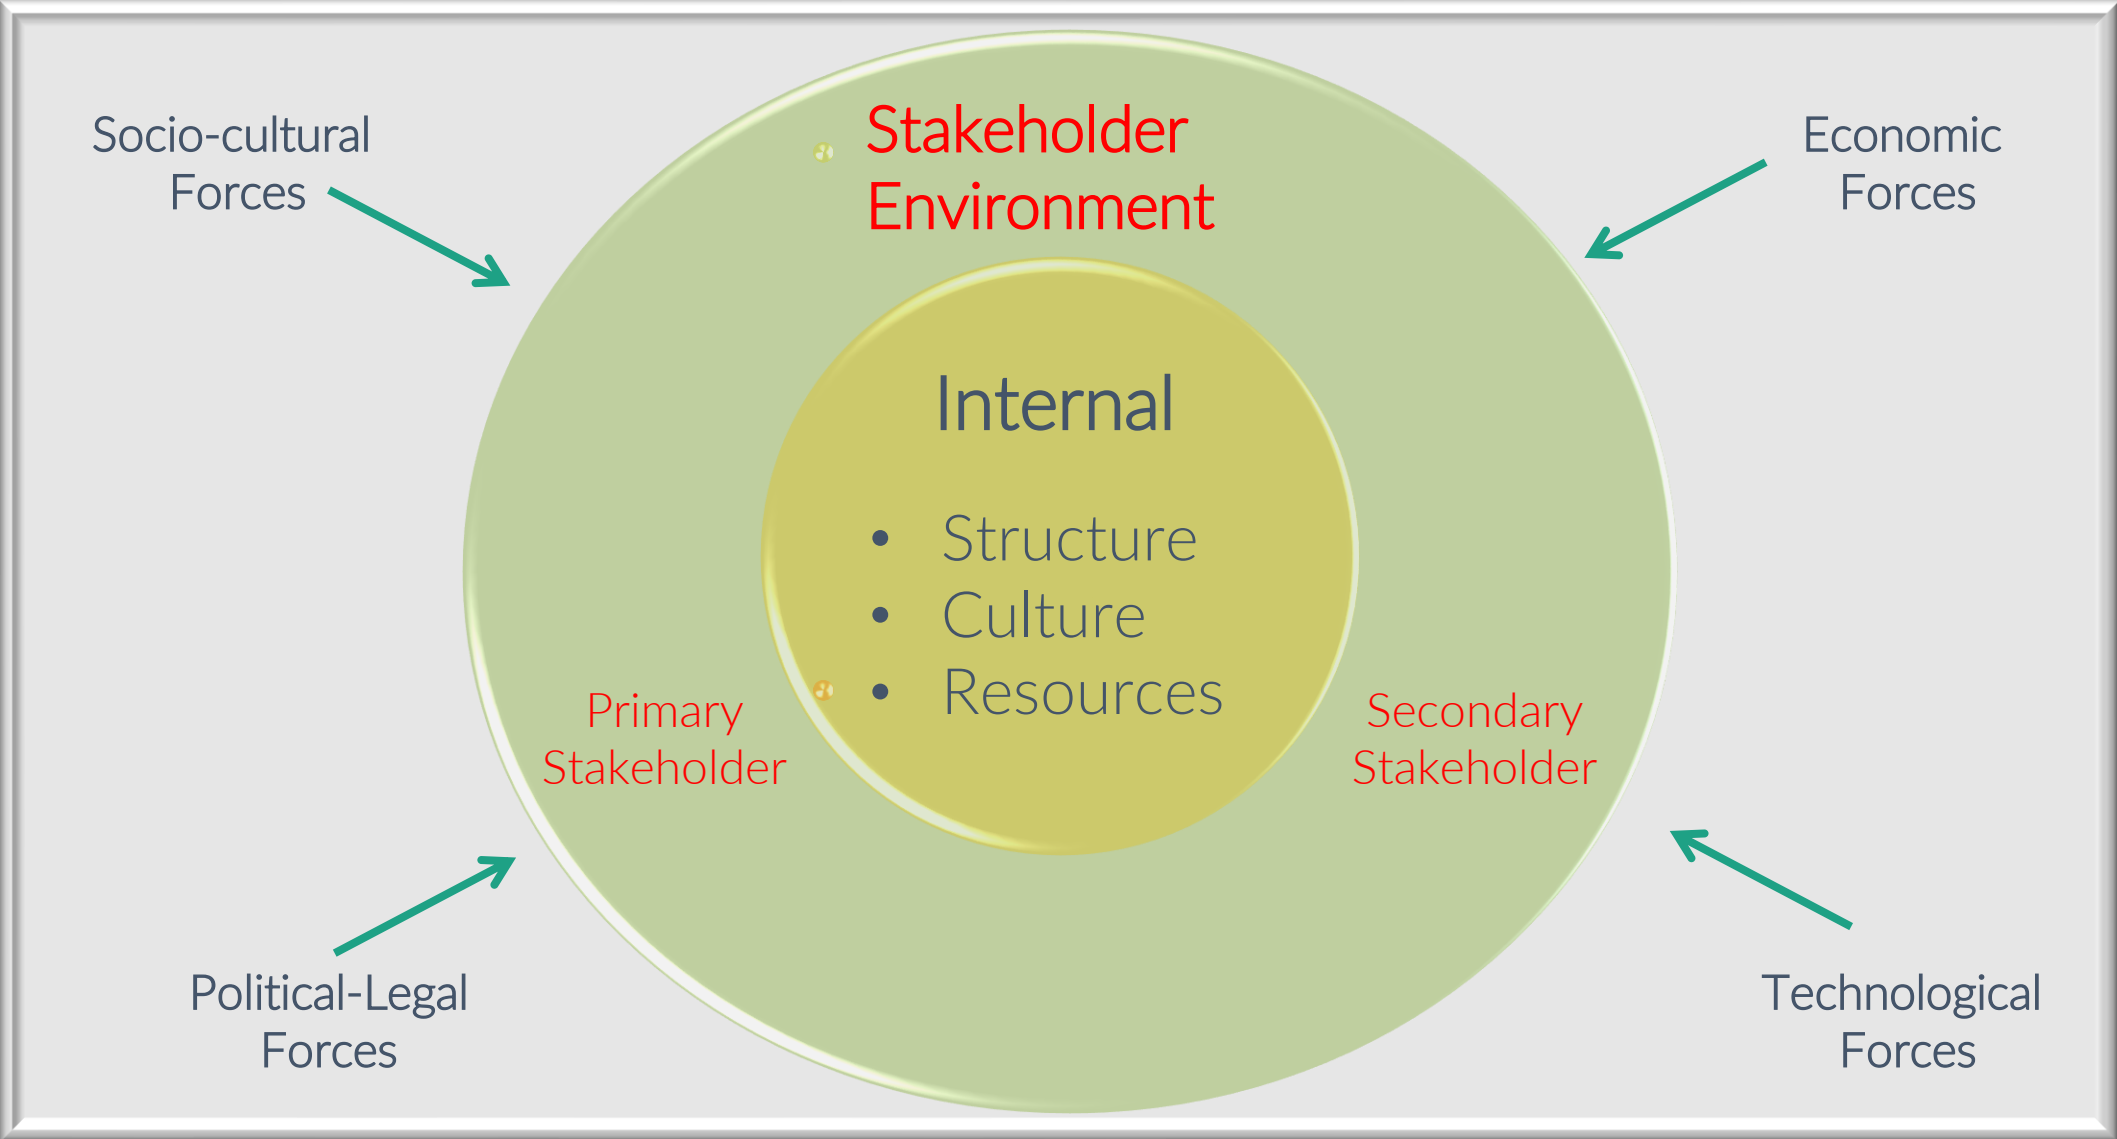 Socio-cultural
Forces
Stakeholder
Environment
Economic
Forces
Internal
• Structure
• Culture
• Resources
Primary
Stakeholder
Secondary
Stakeholder
Political-Legal
Forces
Technological
Forces